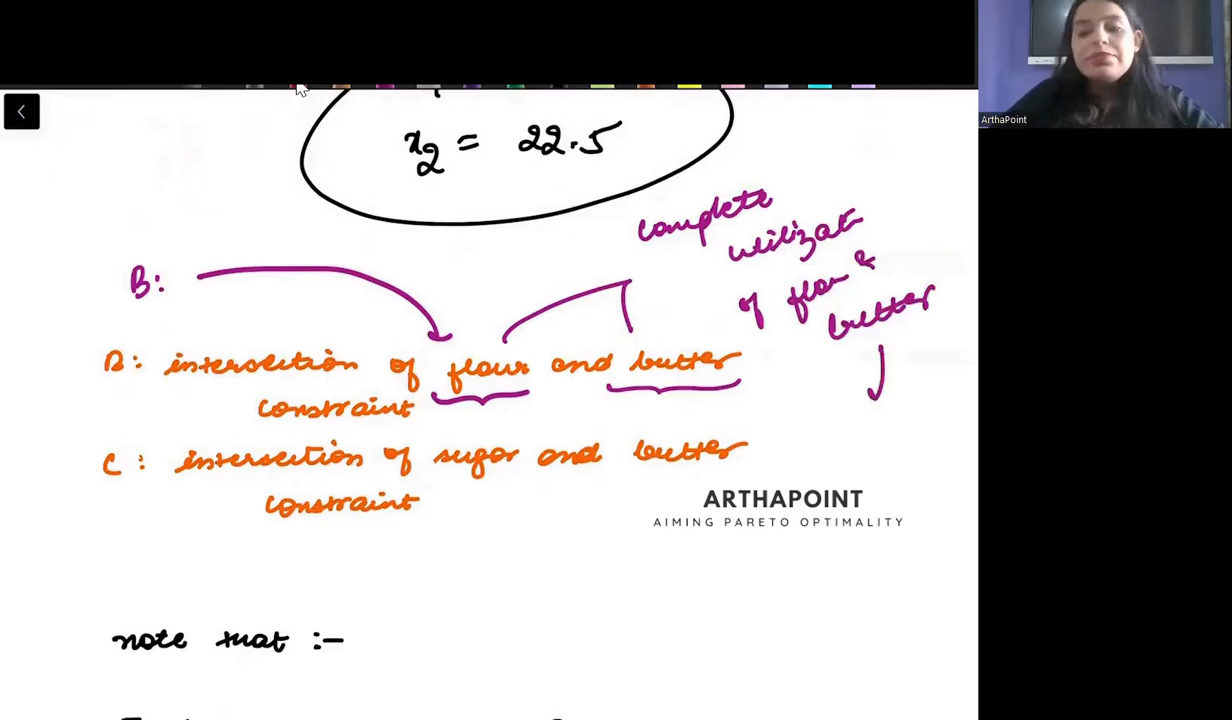 x2 = 22.5
complete
utilizat
of flour &
butter
B:
B: intersection of flour and butter
constraint
C: intersection of sugar and butter
constraint
ARTHAPOINT
AIMING PARETO OPTIMALITY
note that :-
ArthaPoint